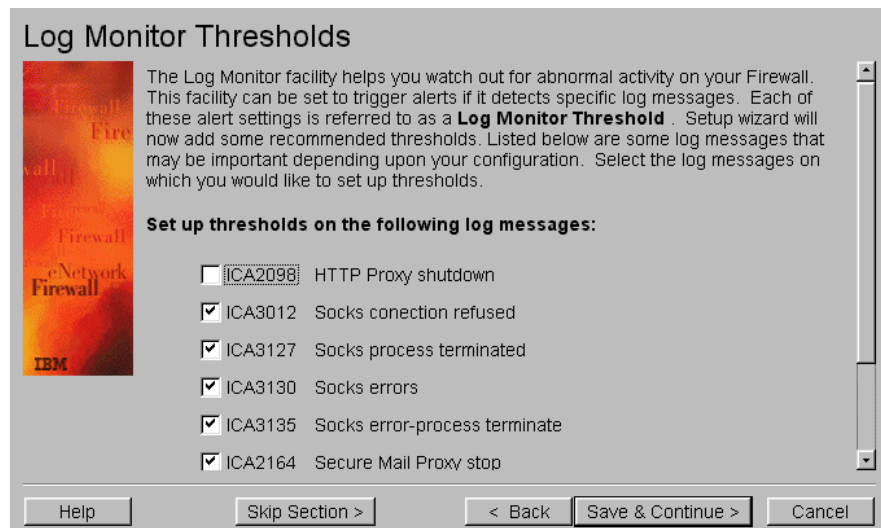 Log Monitor Thresholds
The Log Monitor facility helps you watch out for abnormal activity on your Firewall.
This facility can be set to trigger alerts if it detects specific log messages. Each of
these alert settings is referred to as a Log Monitor Threshold . Setup wizard will
now add some recommended thresholds. Listed below are some log messages that
may be important depending upon your configuration. Select the log messages on
which you would like to set up thresholds.
Firewall
Fire
wall
Firewall
Firewall
eNetwork
Firewall
IBM
Set up thresholds on the following log messages:
ICA2098 HTTP Proxy shutdown
ICA3012 Socks conection refused
ICA3127 Socks process terminated
ICA3130 Socks errors
ICA3135 Socks error-process terminate
ICA2164 Secure Mail Proxy stop
Help
Skip Section >
< Back
Save & Continue >
Cancel